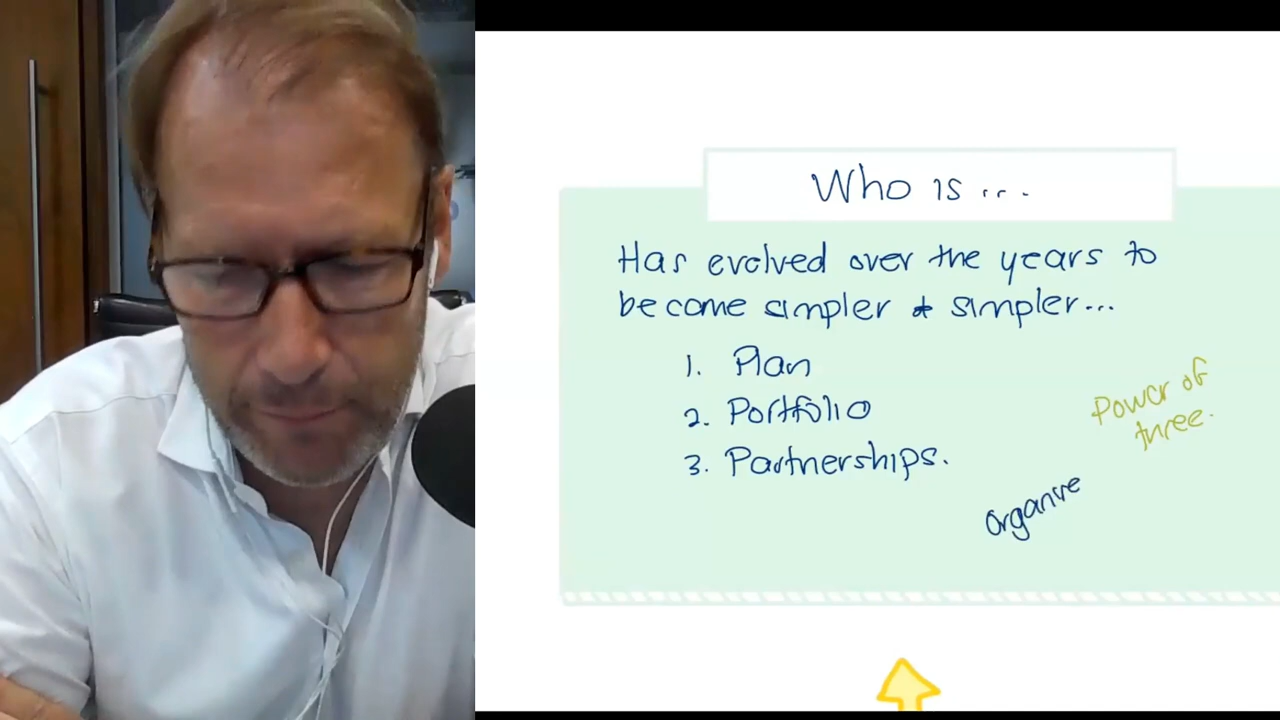 Who is ...
Has evolved over the years to
become simpler & simpler...
1. Plan
2. Portfolio
3. Partnerships.
Power of
three.